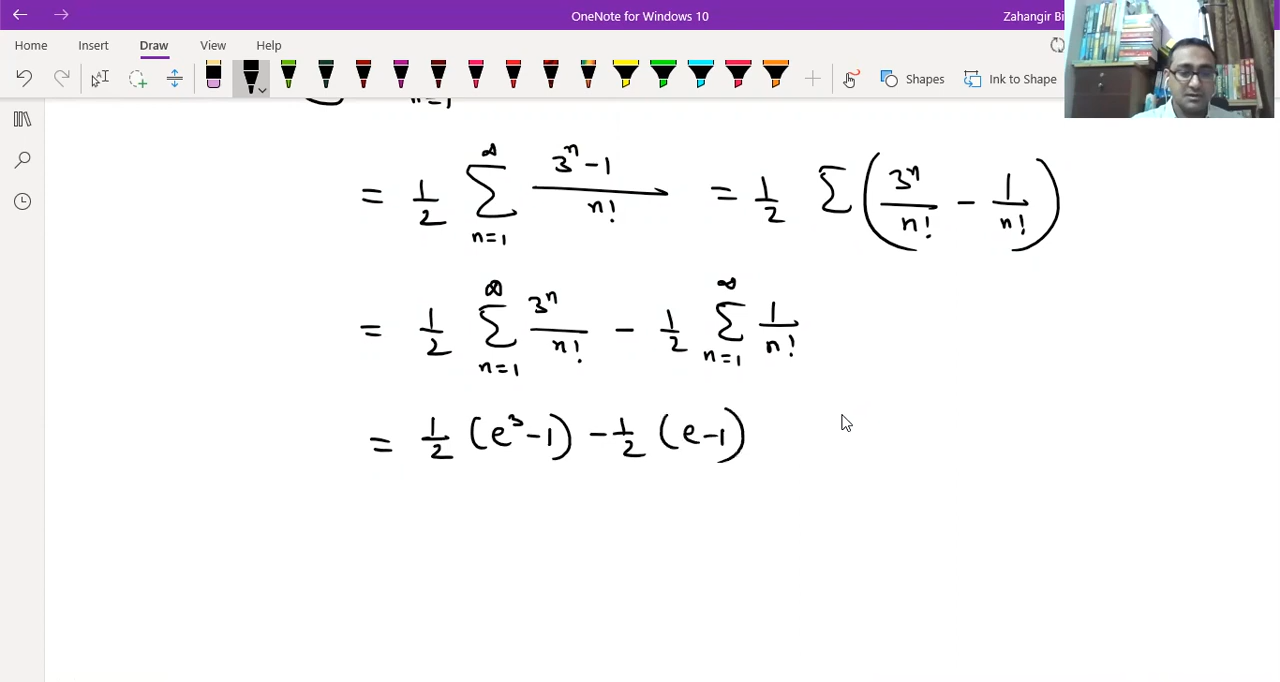 OneNote for Windows 10
Zahangir Bi
Home Insert Draw View Help
Shapes Ink to Shape
n=1
= 1/2 ∑_{n=1}^{∞} (3^n - 1)/n! = 1/2 ∑ (3^n/n! - 1/n!)
= 1/2 ∑_{n=1}^{∞} 3^n/n! - 1/2 ∑_{n=1}^{∞} 1/n!
= 1/2 (e^3 - 1) - 1/2 (e - 1)